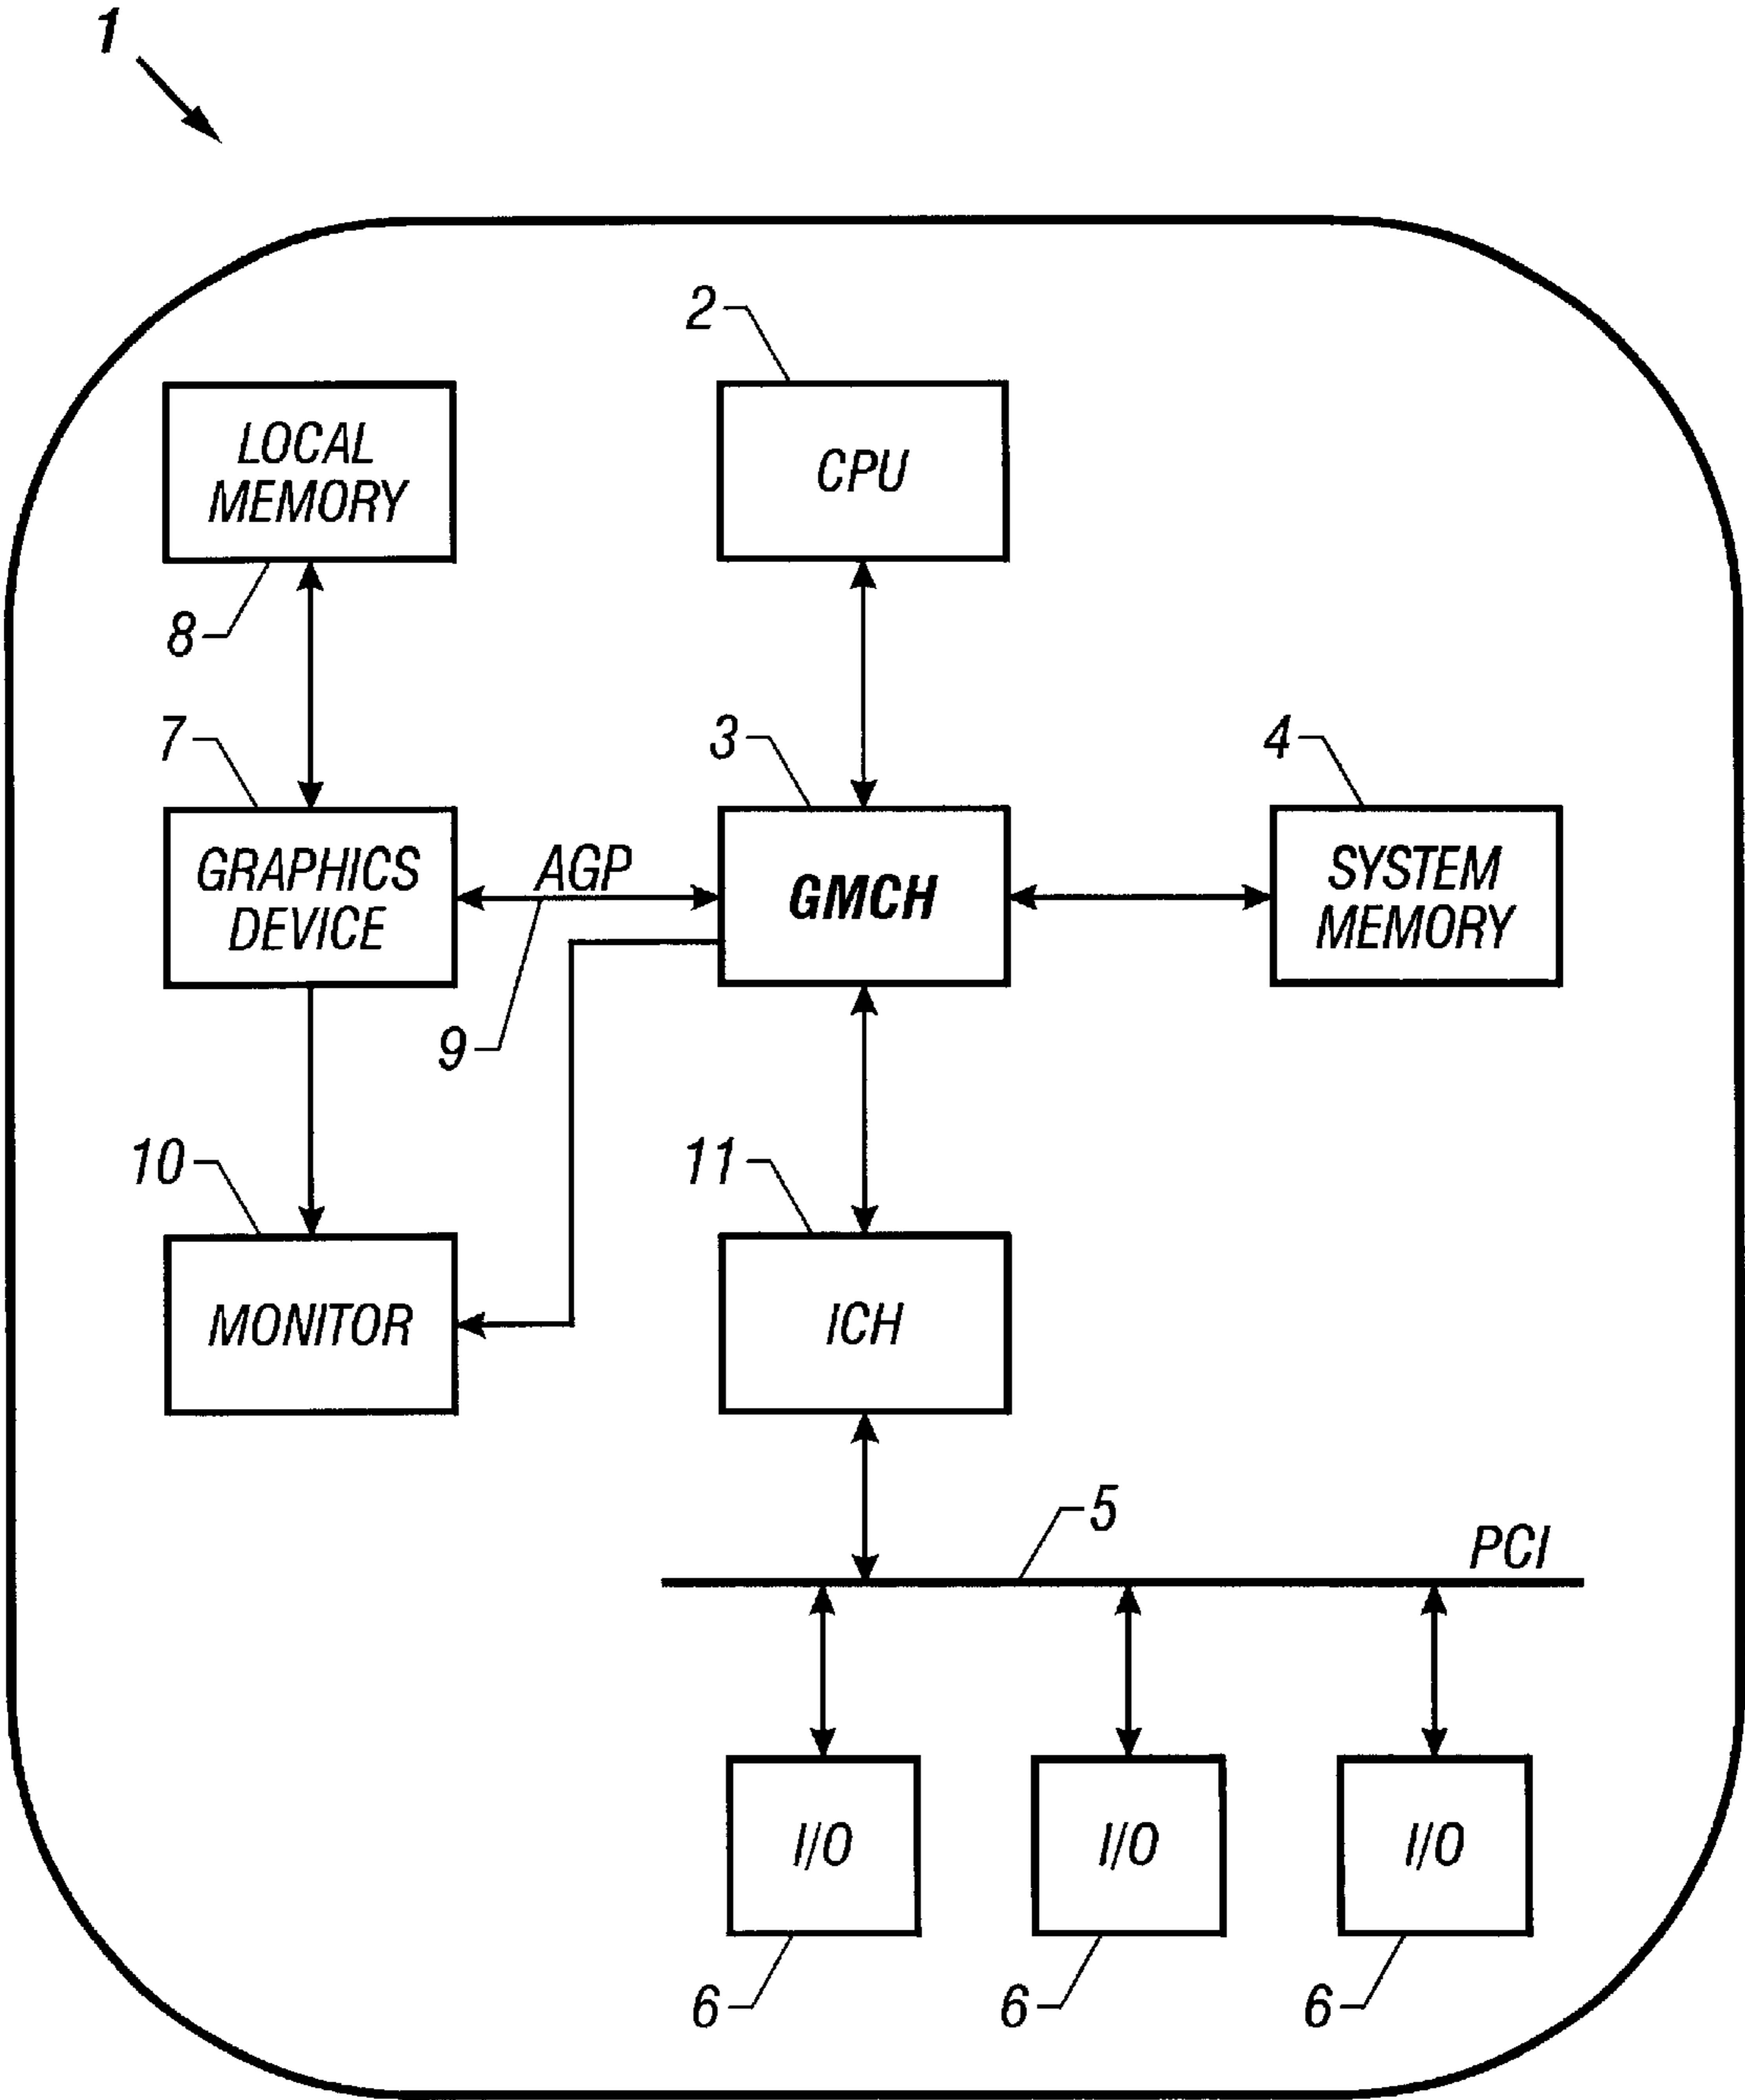 1
2
LOCAL
MEMORY
CPU
8
7
3
4
GRAPHICS
DEVICE
AGP
GMCH
SYSTEM
MEMORY
9
10
11
MONITOR
ICH
5
PCI
I/O
I/O
I/O
6
6
6